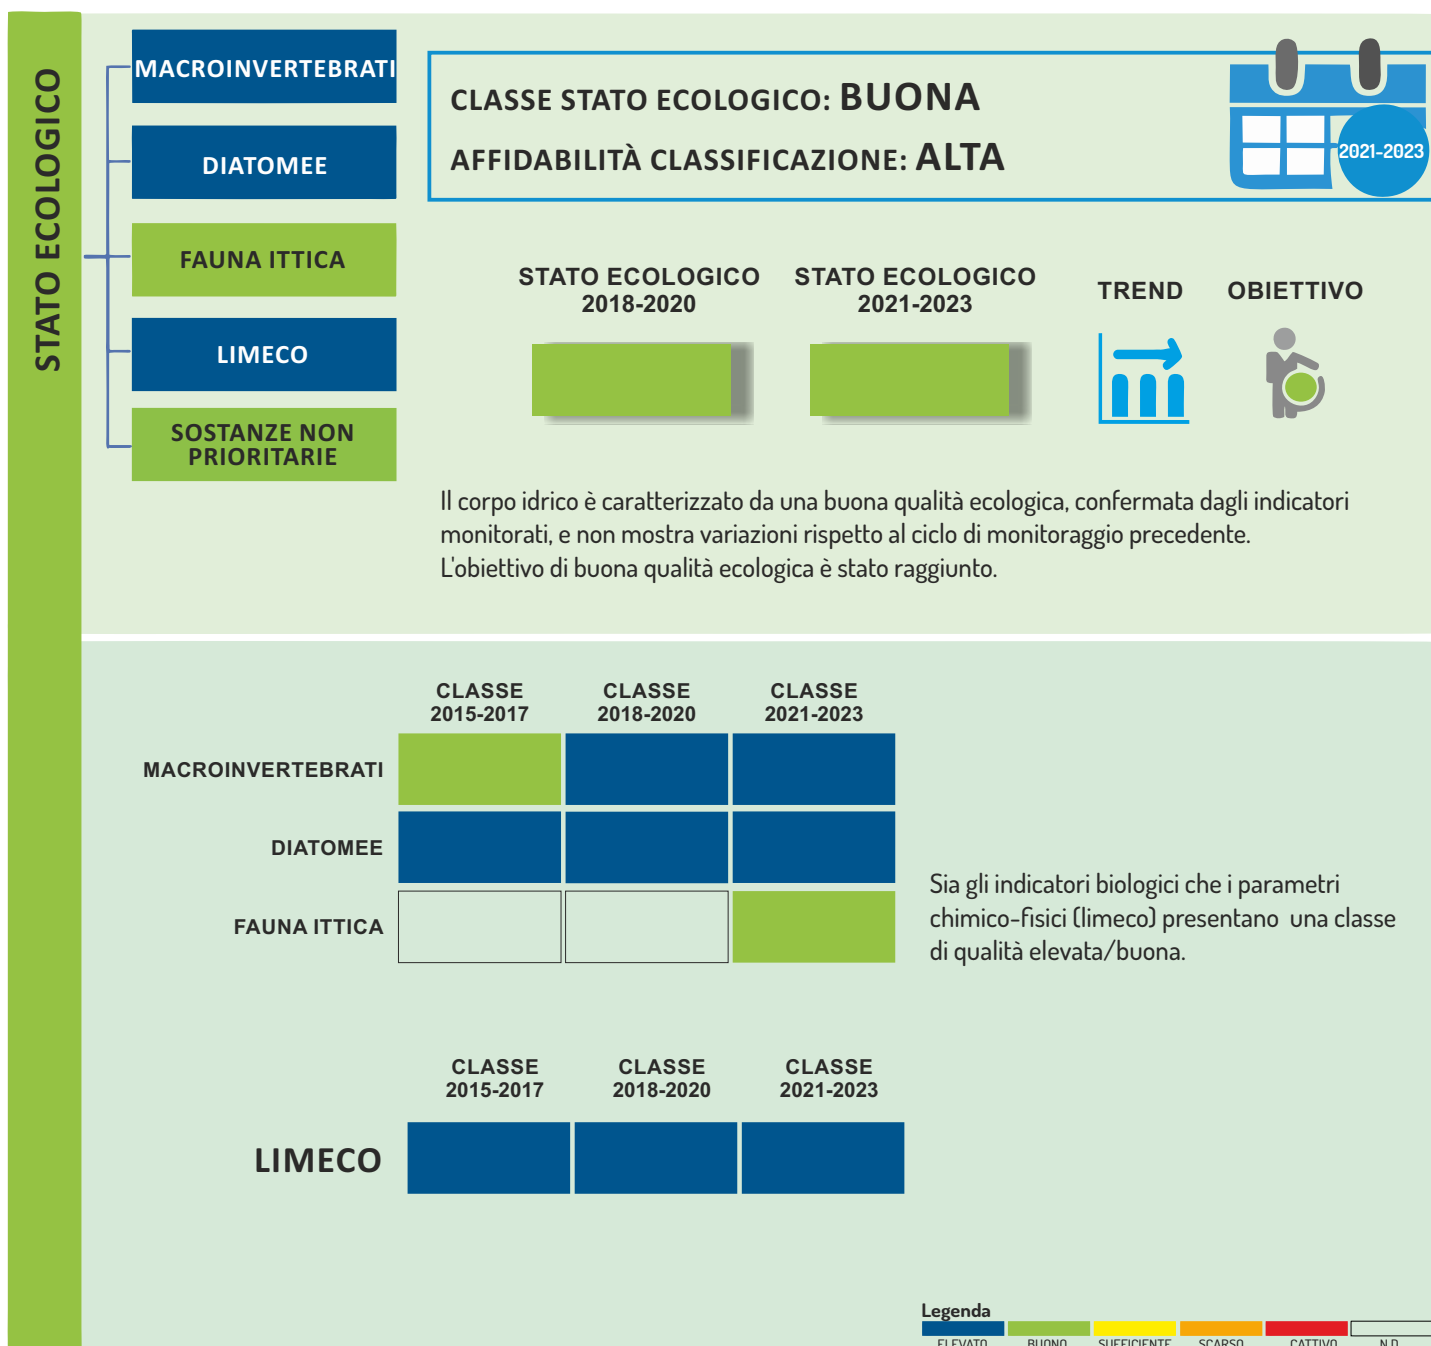 STATO ECOLOGICO
MACROINVERTEBRATI
DIATOMEE
FAUNA ITTICA
LIMECO
SOSTANZE NON
PRIORITARIE
CLASSE STATO ECOLOGICO: BUONA
AFFIDABILITÀ CLASSIFICAZIONE: ALTA
2021-2023
STATO ECOLOGICO
2018-2020
STATO ECOLOGICO
2021-2023
TREND
OBIETTIVO
Il corpo idrico è caratterizzato da una buona qualità ecologica, confermata dagli indicatori
monitorati, e non mostra variazioni rispetto al ciclo di monitoraggio precedente.
L'obiettivo di buona qualità ecologica è stato raggiunto.
CLASSE
2015-2017
CLASSE
2018-2020
CLASSE
2021-2023
MACROINVERTEBRATI
DIATOMEE
FAUNA ITTICA
Sia gli indicatori biologici che i parametri
chimico-fisici (limeco) presentano una classe
di qualità elevata/buona.
CLASSE
2015-2017
CLASSE
2018-2020
CLASSE
2021-2023
LIMECO
Legenda
ELEVATO BUONO SUFFICIENTE SCARSO CATTIVO N.D.